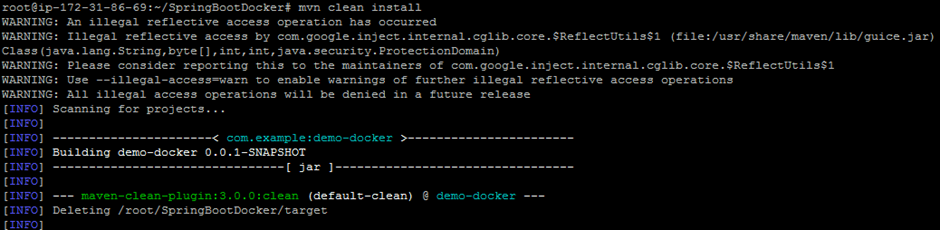 root@ip-172-31-86-69:~/SpringBootDocker# mvn clean install
WARNING: An illegal reflective access operation has occurred
WARNING: Illegal reflective access by com.google.inject.internal.cglib.core.$ReflectUtils$1 (file:/usr/share/maven/lib/guice.jar)
Class(java.lang.String,byte[],int,int,java.security.ProtectionDomain)
WARNING: Please consider reporting this to the maintainers of com.google.inject.internal.cglib.core.$ReflectUtils$1
WARNING: Use --illegal-access=warn to enable warnings of further illegal reflective access operations
WARNING: All illegal access operations will be denied in a future release
[INFO] Scanning for projects...
[INFO]
[INFO] ----------------------< com.example:demo-docker >-----------------------
[INFO] Building demo-docker 0.0.1-SNAPSHOT
[INFO] --------------------------------[ jar ]---------------------------------
[INFO]
[INFO] --- maven-clean-plugin:3.0.0:clean (default-clean) @ demo-docker ---
[INFO] Deleting /root/SpringBootDocker/target
[INFO]